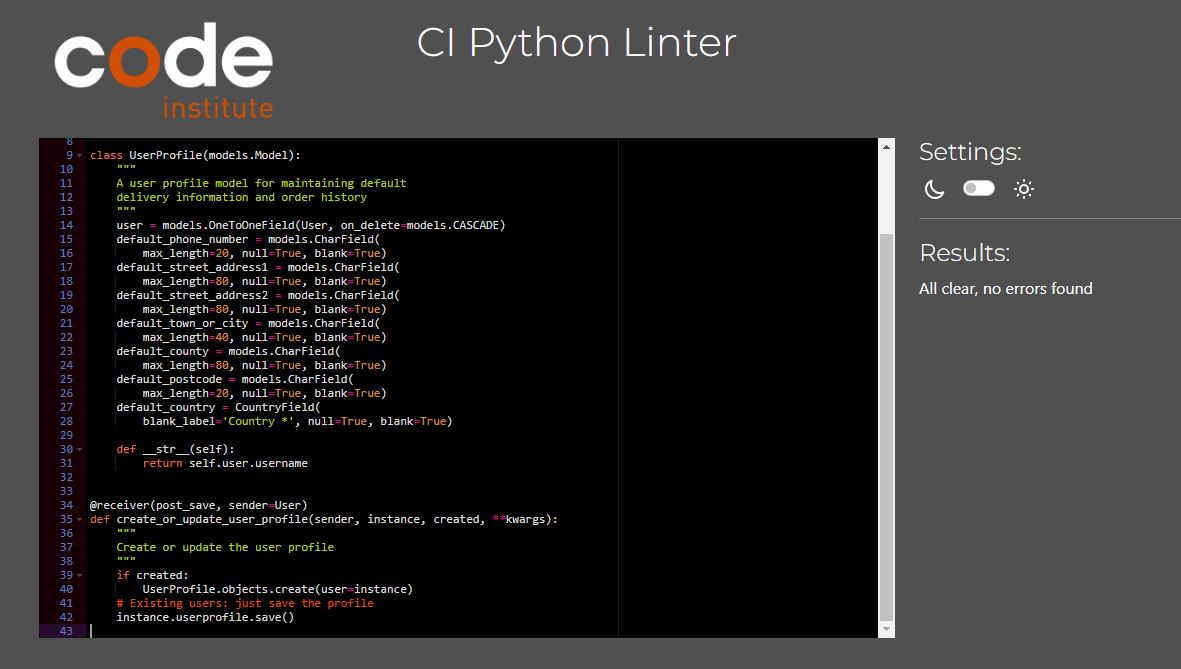 code
institute
CI Python Linter
8
9 class UserProfile(models.Model):
10 """
11 A user profile model for maintaining default
12 delivery information and order history
13 """
14 user = models.OneToOneField(User, on_delete=models.CASCADE)
15 default_phone_number = models.CharField(
16 max_length=20, null=True, blank=True)
17 default_street_address1 = models.CharField(
18 max_length=80, null=True, blank=True)
19 default_street_address2 = models.CharField(
20 max_length=80, null=True, blank=True)
21 default_town_or_city = models.CharField(
22 max_length=40, null=True, blank=True)
23 default_county = models.CharField(
24 max_length=80, null=True, blank=True)
25 default_postcode = models.CharField(
26 max_length=20, null=True, blank=True)
27 default_country = CountryField(
28 blank_label='Country *', null=True, blank=True)
29
30 def __str__(self):
31 return self.user.username
32
33
34 @receiver(post_save, sender=User)
35 def create_or_update_user_profile(sender, instance, created, **kwargs):
36 """
37 Create or update the user profile
38 """
39 if created:
40 UserProfile.objects.create(user=instance)
41 # Existing users: just save the profile
42 instance.userprofile.save()
43
Settings:
Results:
All clear, no errors found